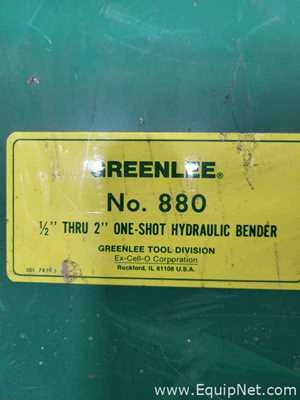 GREENLEE®
No. 880
½" THRU 2" ONE-SHOT HYDRAULIC BENDER
GREENLEE TOOL DIVISION
Ex-Cell-O Corporation
Rockford, IL 61108 U.S.A.
www.EquipNet.com